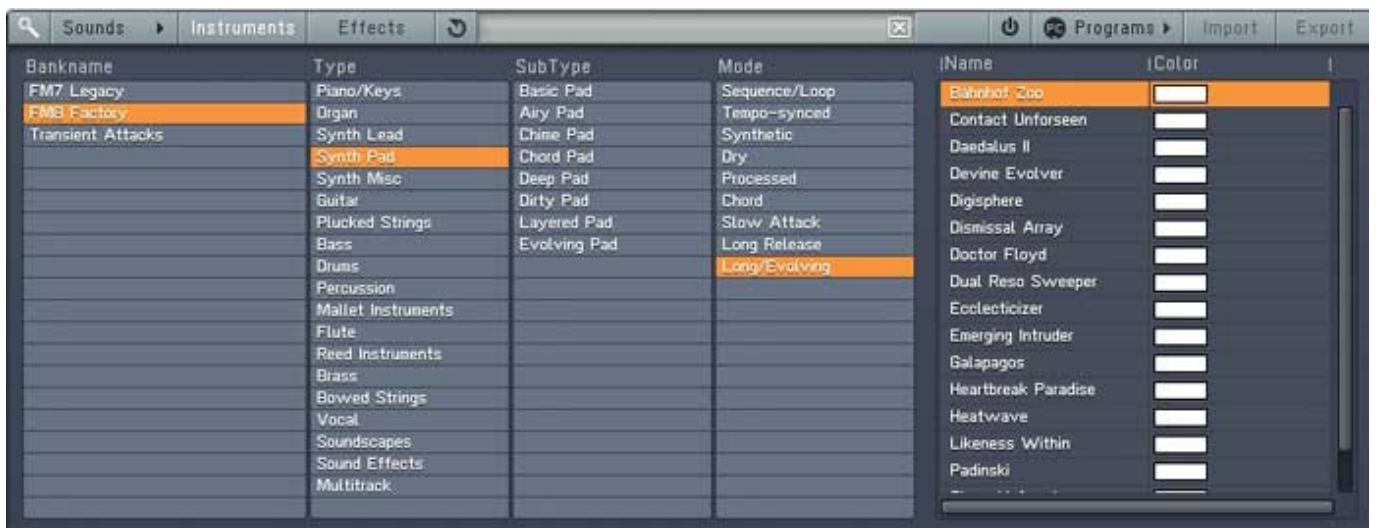 Sounds Instruments Effects Programs Import Export
Bankname
FM7 Legacy
FM8 Factory
Transient Attacks
Type
Piano/Keys
Organ
Synth Lead
Synth Pad
Synth Misc
Guitar
Plucked Strings
Bass
Drums
Percussion
Mallet Instruments
Flute
Reed Instruments
Brass
Bowed Strings
Vocal
Soundscapes
Sound Effects
Multitrack
SubType
Basic Pad
Airy Pad
Chime Pad
Chord Pad
Deep Pad
Dirty Pad
Layered Pad
Evolving Pad
Mode
Sequence/Loop
Tempo-synced
Synthetic
Dry
Processed
Chord
Slow Attack
Long Release
Long/Evolving
Name Color
Bahnhof Zoo
Contact Unforseen
Daedalus II
Devine Evolver
Digisphere
Dismissal Array
Doctor Floyd
Dual Reso Sweeper
Ecclecticizer
Emerging Intruder
Galapagos
Heartbreak Paradise
Heatwave
Likeness Within
Padinski